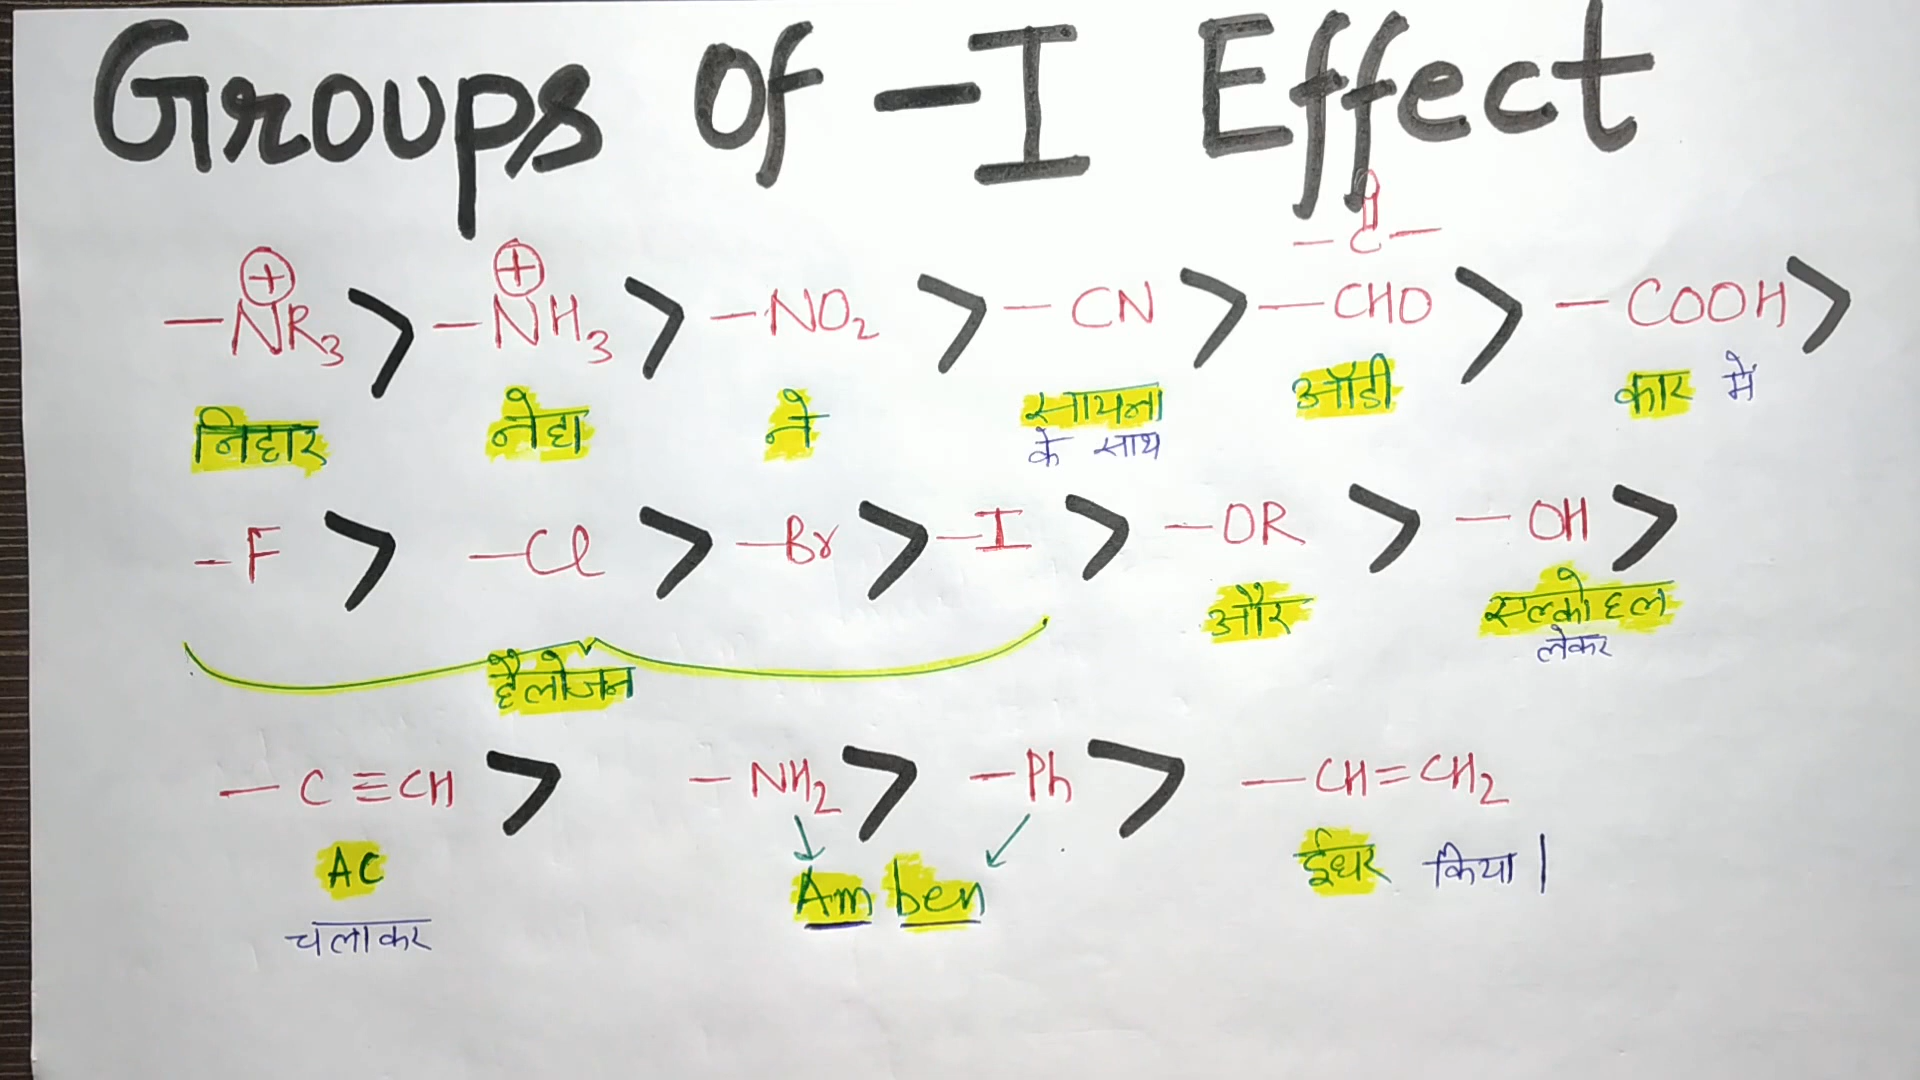 Groups Of -I Effect
O
-C-
-N⊕R₃ > -N⊕H₃ > -NO₂ > -CN > -CHO > -COOH >
निहार नेहा ने सायना ऑडी कार में
के साथ
-F > -Cl > -Br > -I > -OR > -OH >
और एल्कोहल
लेकर
हैलोजन
-C≡CH > -NH₂ > -Ph > -CH=CH₂
AC Am ben ईधर किया |
चलाकर